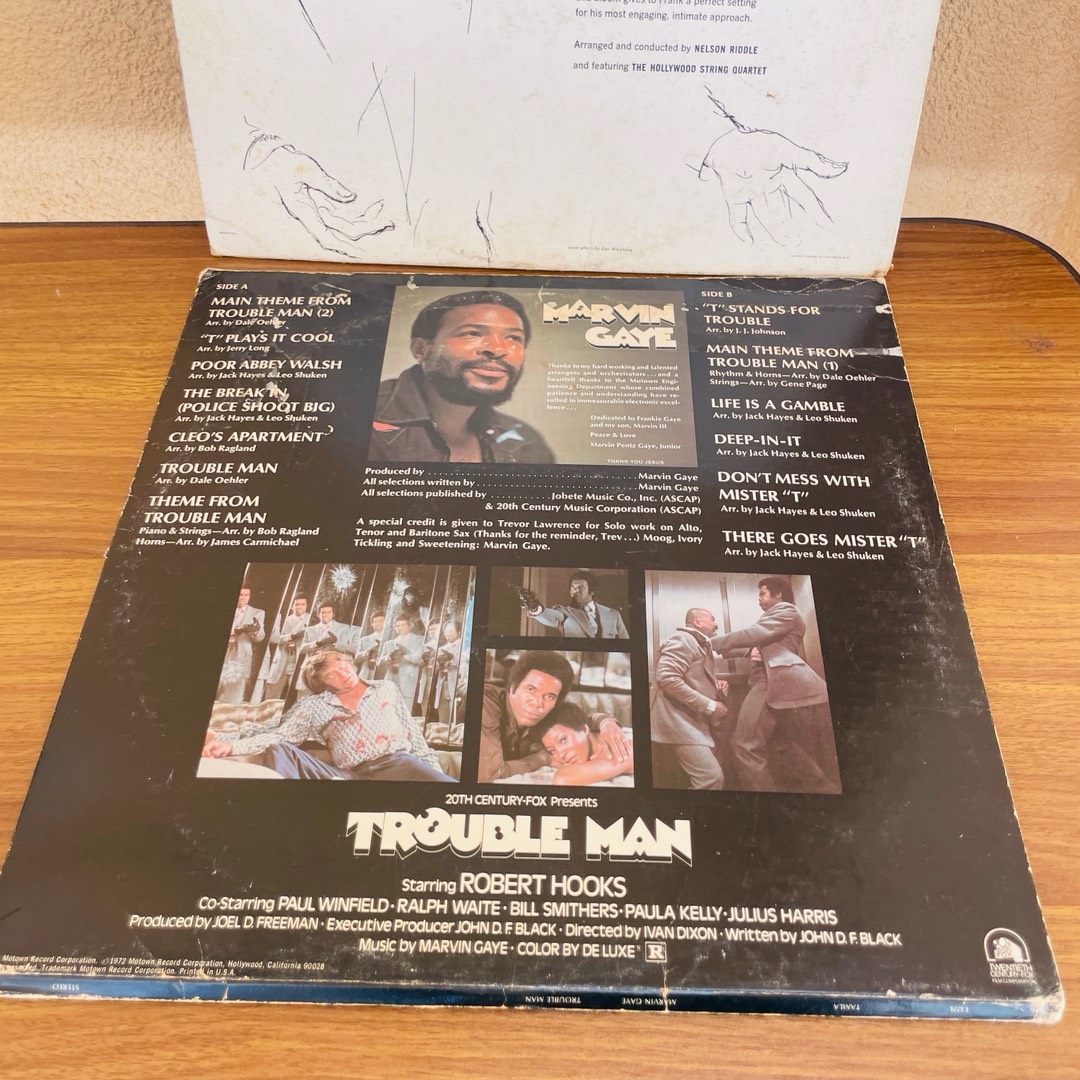 for his most engaging, intimate approach.
Arranged and conducted by NELSON RIDDLE
and featuring THE HOLLYWOOD STRING QUARTET
SIDE A
MAIN THEME FROM
TROUBLE MAN (2)
Arr. by Dale Oehler
"T" PLAYS IT COOL
Arr. by Jerry Long
POOR ABBEY WALSH
Arr. by Jack Hayes & Leo Shuken
THE BREAK IN
(POLICE SHOOT BIG)
Arr. by Jack Hayes & Leo Shuken
CLEO'S APARTMENT
Arr. by Bob Ragland
TROUBLE MAN
Arr. by Dale Oehler
THEME FROM
TROUBLE MAN
Piano & Strings—Arr. by Bob Ragland
Horns—Arr. by James Carmichael
MARVIN
GAYE
Thanks to my hard working and talented
arrangers and orchestrators...and a
heartfelt thanks to the Motown Engi-
neering Department whose combined
patience and understanding have re-
sulted in immeasurable electronic excel-
lence...
Dedicated to Frankie Gaye
and my son, Marvin III
Peace & Love
Marvin Pentz Gaye, Junior
THANK YOU JESUS
Produced by ........................................ Marvin Gaye
All selections written by ............................. Marvin Gaye
All selections published by ........... Jobete Music Co., Inc. (ASCAP)
& 20th Century Music Corporation (ASCAP)
A special credit is given to Trevor Lawrence for Solo work on Alto,
Tenor and Baritone Sax (Thanks for the reminder, Trev...) Moog, Ivory
Tickling and Sweetening: Marvin Gaye.
SIDE B
"T" STANDS FOR
TROUBLE
Arr. by J. J. Johnson
MAIN THEME FROM
TROUBLE MAN (1)
Rhythm & Horns—Arr. by Dale Oehler
Strings—Arr. by Gene Page
LIFE IS A GAMBLE
Arr. by Jack Hayes & Leo Shuken
DEEP-IN-IT
Arr. by Jack Hayes & Leo Shuken
DON'T MESS WITH
MISTER "T"
Arr. by Jack Hayes & Leo Shuken
THERE GOES MISTER "T"
Arr. by Jack Hayes & Leo Shuken
20TH CENTURY-FOX Presents
TROUBLE MAN
Starring ROBERT HOOKS
Co-Starring PAUL WINFIELD · RALPH WAITE · BILL SMITHERS · PAULA KELLY · JULIUS HARRIS
Produced by JOEL D. FREEMAN · Executive Producer JOHN D. F. BLACK · Directed by IVAN DIXON · Written by JOHN D. F. BLACK
Music by MARVIN GAYE · COLOR BY DE LUXE® R
TWENTIETH
CENTURY-FOX
FILM CORPORATION
Motown Record Corporation. ℗1972 Motown Record Corporation, Hollywood, California 90028
Trademark Motown Record Corporation. Printed in U.S.A.
STEREO TROUBLE MAN MARVIN GAYE TAMLA